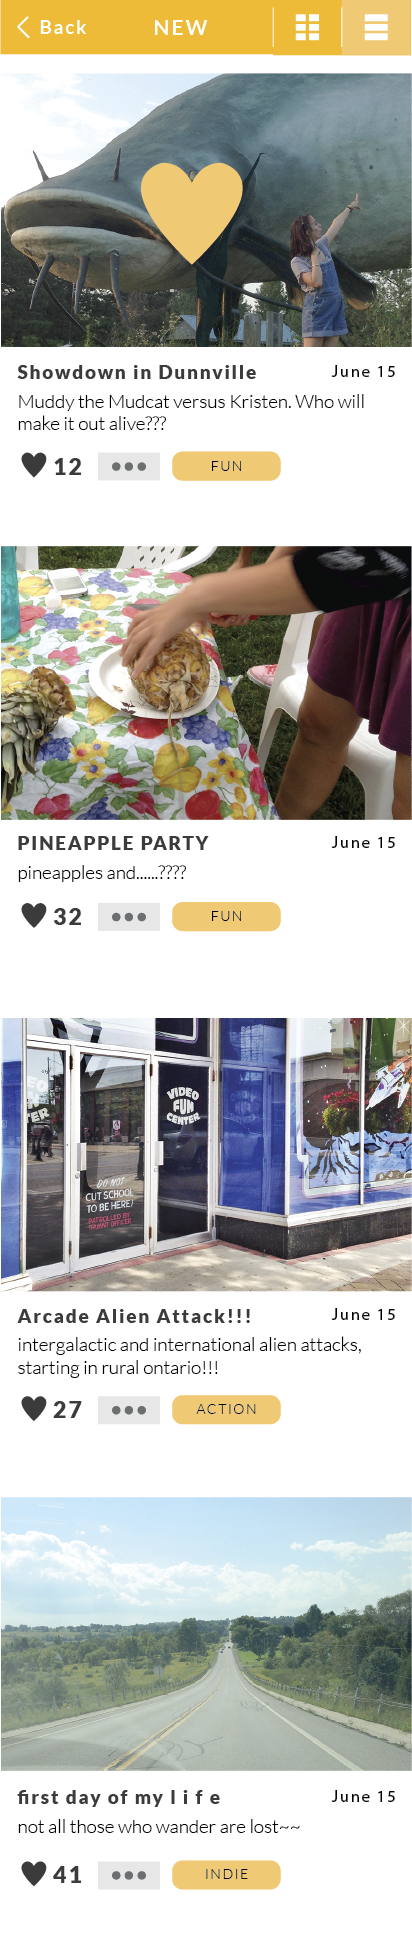 Back
NEW
Showdown in Dunnville
June 15
Muddy the Mudcat versus Kristen. Who will
make it out alive???
12
FUN
PINEAPPLE PARTY
June 15
pineapples and......????
32
FUN
VIDEO
FUN
CENTER
DO NOT
CUT SCHOOL
TO BE HERE!
PATROLLED BY
TRUANT OFFICER
Arcade Alien Attack!!!
June 15
intergalactic and international alien attacks,
starting in rural ontario!!!
27
ACTION
first day of my l i f e
June 15
not all those who wander are lost~~
41
INDIE